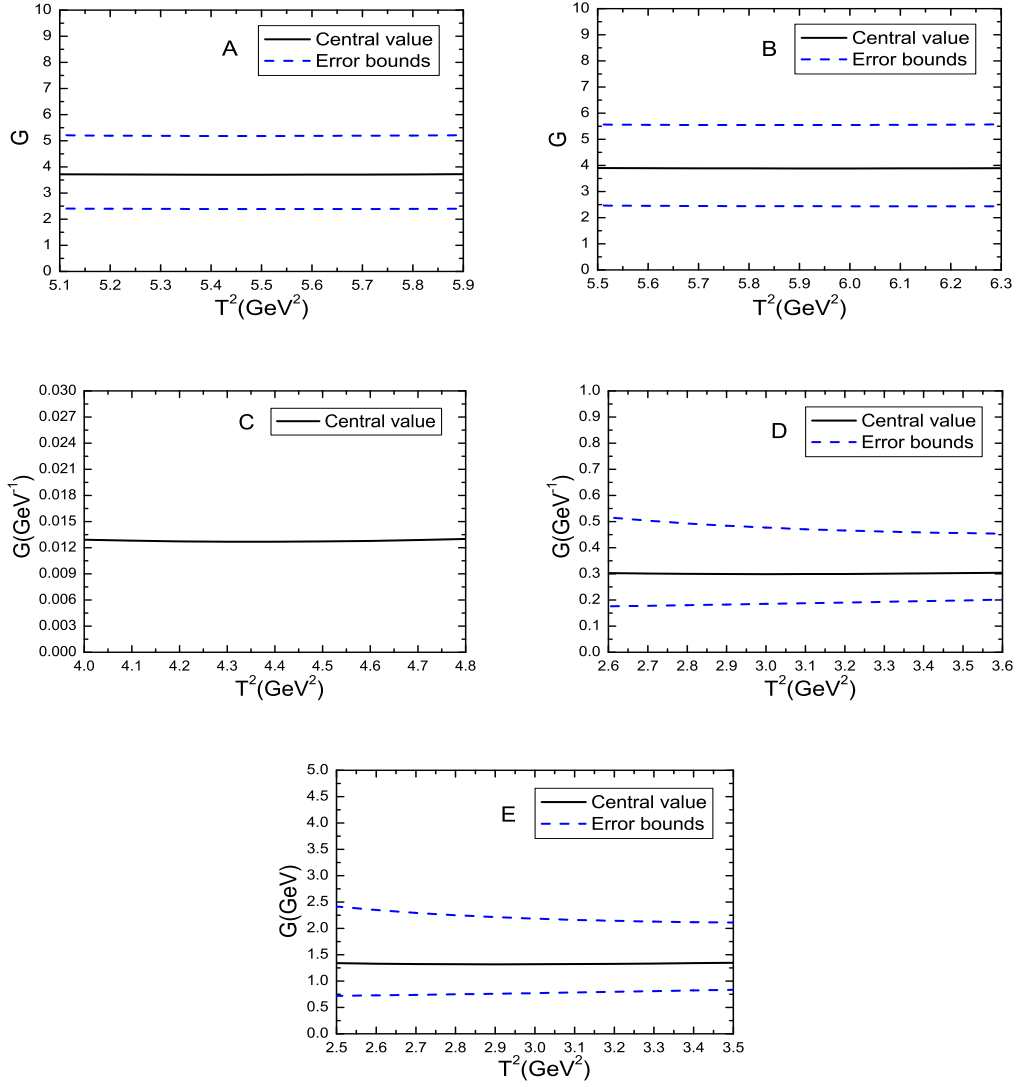 A
Central value
Error bounds
10
9
8
7
6
5
4
3
2
1
0
G
5.1 5.2 5.3 5.4 5.5 5.6 5.7 5.8 5.9
T²(GeV²)
B
Central value
Error bounds
10
9
8
7
6
5
4
3
2
1
0
G
5.5 5.6 5.7 5.8 5.9 6.0 6.1 6.2 6.3
T²(GeV²)
C
Central value
0.030
0.027
0.024
0.021
0.018
0.015
0.012
0.009
0.006
0.003
0.000
G(GeV⁻¹)
4.0 4.1 4.2 4.3 4.4 4.5 4.6 4.7 4.8
T²(GeV²)
D
Central value
Error bounds
1.0
0.9
0.8
0.7
0.6
0.5
0.4
0.3
0.2
0.1
0.0
G(GeV⁻¹)
2.6 2.7 2.8 2.9 3.0 3.1 3.2 3.3 3.4 3.5 3.6
T²(GeV²)
E
Central value
Error bounds
5.0
4.5
4.0
3.5
3.0
2.5
2.0
1.5
1.0
0.5
0.0
G(GeV)
2.5 2.6 2.7 2.8 2.9 3.0 3.1 3.2 3.3 3.4 3.5
T²(GeV²)